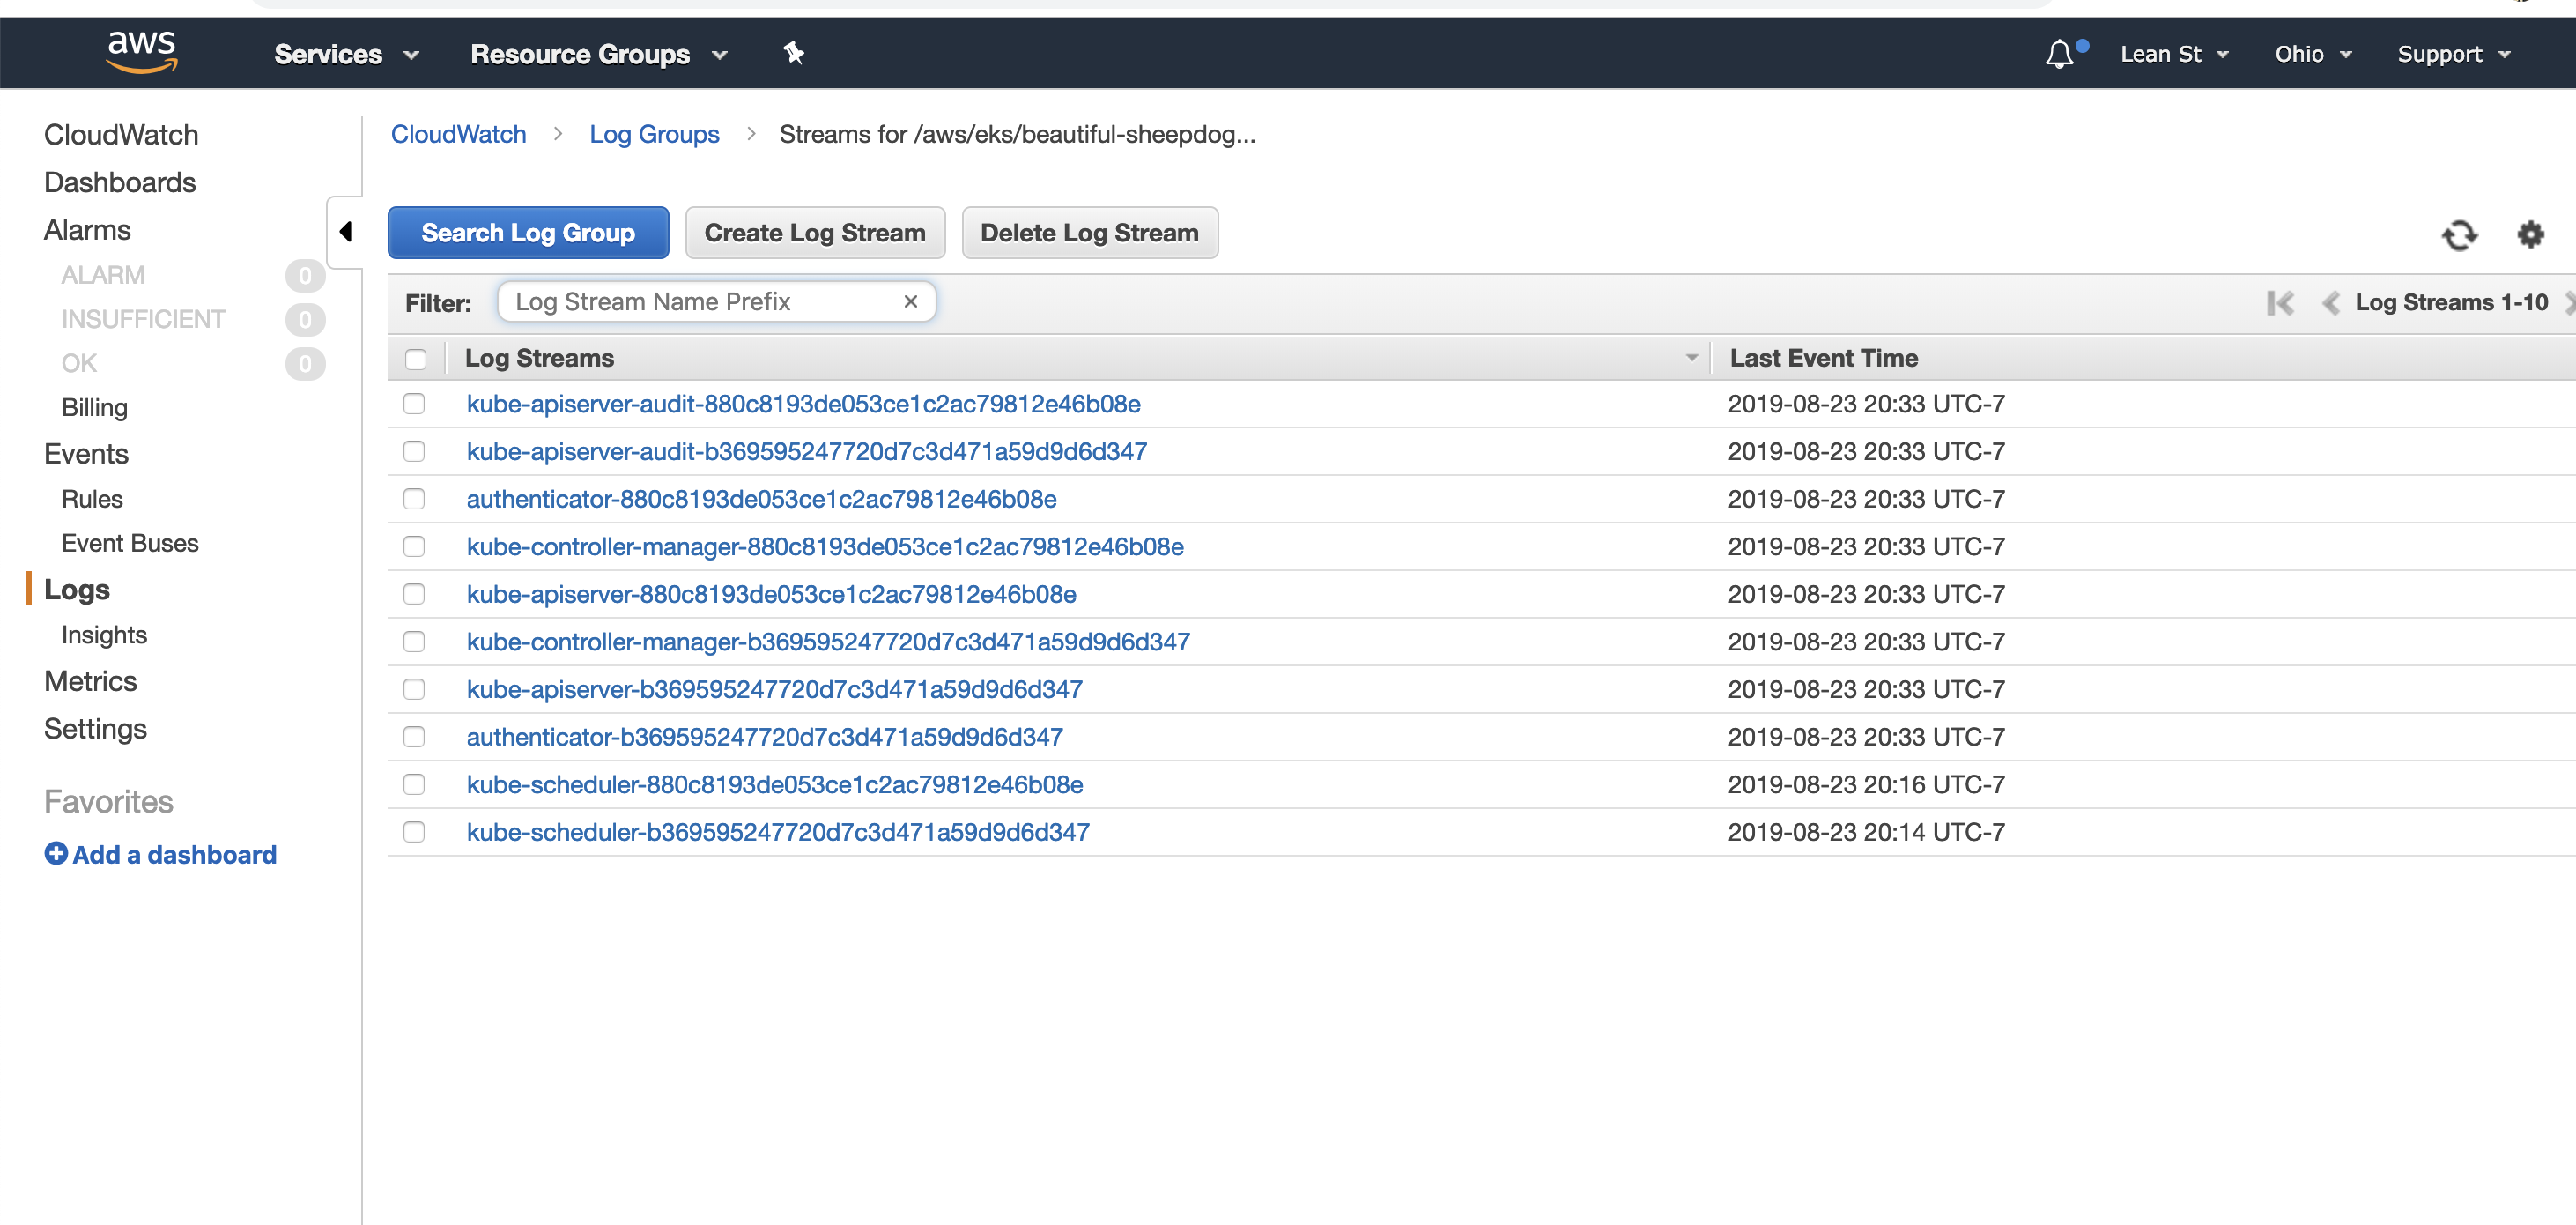 aws Services Resource Groups Lean St Ohio Support
CloudWatch
Dashboards
Alarms
ALARM 0
INSUFFICIENT 0
OK 0
Billing
Events
Rules
Event Buses
Logs
Insights
Metrics
Settings
Favorites
Add a dashboard
CloudWatch > Log Groups > Streams for /aws/eks/beautiful-sheepdog...
Search Log Group Create Log Stream Delete Log Stream
Filter: Log Stream Name Prefix × Log Streams 1-10
Log Streams Last Event Time
kube-apiserver-audit-880c8193de053ce1c2ac79812e46b08e 2019-08-23 20:33 UTC-7
kube-apiserver-audit-b369595247720d7c3d471a59d9d6d347 2019-08-23 20:33 UTC-7
authenticator-880c8193de053ce1c2ac79812e46b08e 2019-08-23 20:33 UTC-7
kube-controller-manager-880c8193de053ce1c2ac79812e46b08e 2019-08-23 20:33 UTC-7
kube-apiserver-880c8193de053ce1c2ac79812e46b08e 2019-08-23 20:33 UTC-7
kube-controller-manager-b369595247720d7c3d471a59d9d6d347 2019-08-23 20:33 UTC-7
kube-apiserver-b369595247720d7c3d471a59d9d6d347 2019-08-23 20:33 UTC-7
authenticator-b369595247720d7c3d471a59d9d6d347 2019-08-23 20:33 UTC-7
kube-scheduler-880c8193de053ce1c2ac79812e46b08e 2019-08-23 20:16 UTC-7
kube-scheduler-b369595247720d7c3d471a59d9d6d347 2019-08-23 20:14 UTC-7